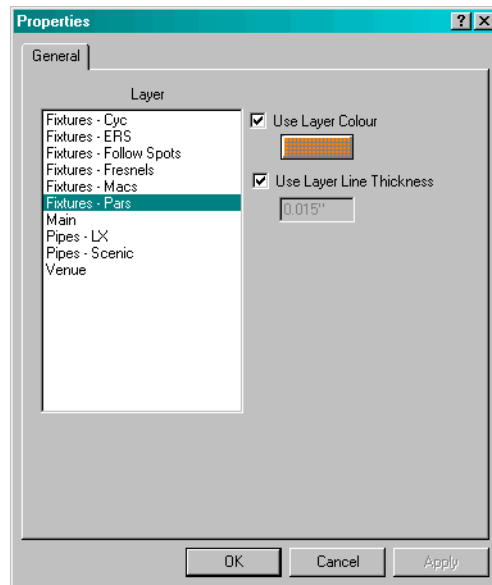 Properties
General
Layer
Fixtures - Cyc
Fixtures - ERS
Fixtures - Follow Spots
Fixtures - Fresnels
Fixtures - Macs
Fixtures - Pars
Main
Pipes - LX
Pipes - Scenic
Venue
Use Layer Colour
Use Layer Line Thickness
0.015"
OK Cancel Apply